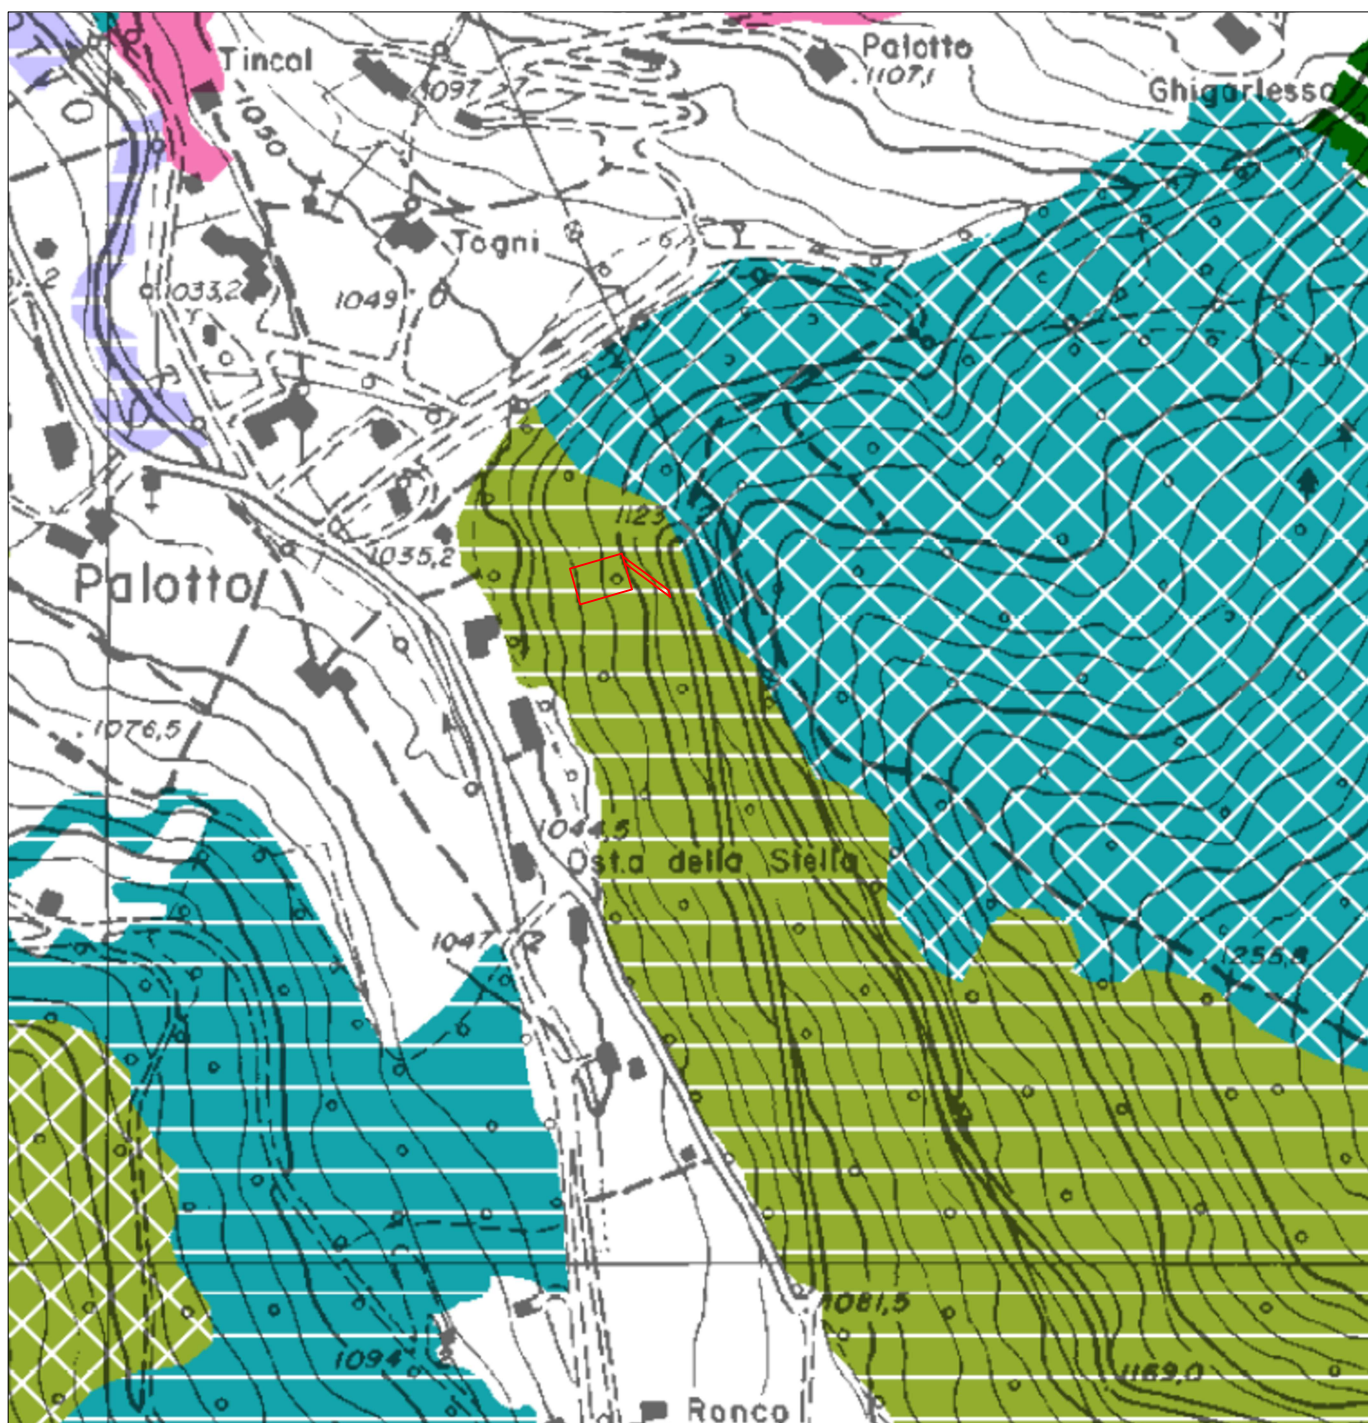 Tincal
Palotto
.1107,1
1097
Ghigarlesso
O
1050
Togni
2
1033,2
1049
1123
1035,2
Palotto
.1076,5
1044,5
Ost.a della Stella
1047
1255,8
1081,5
1094
1169,0
Ronco